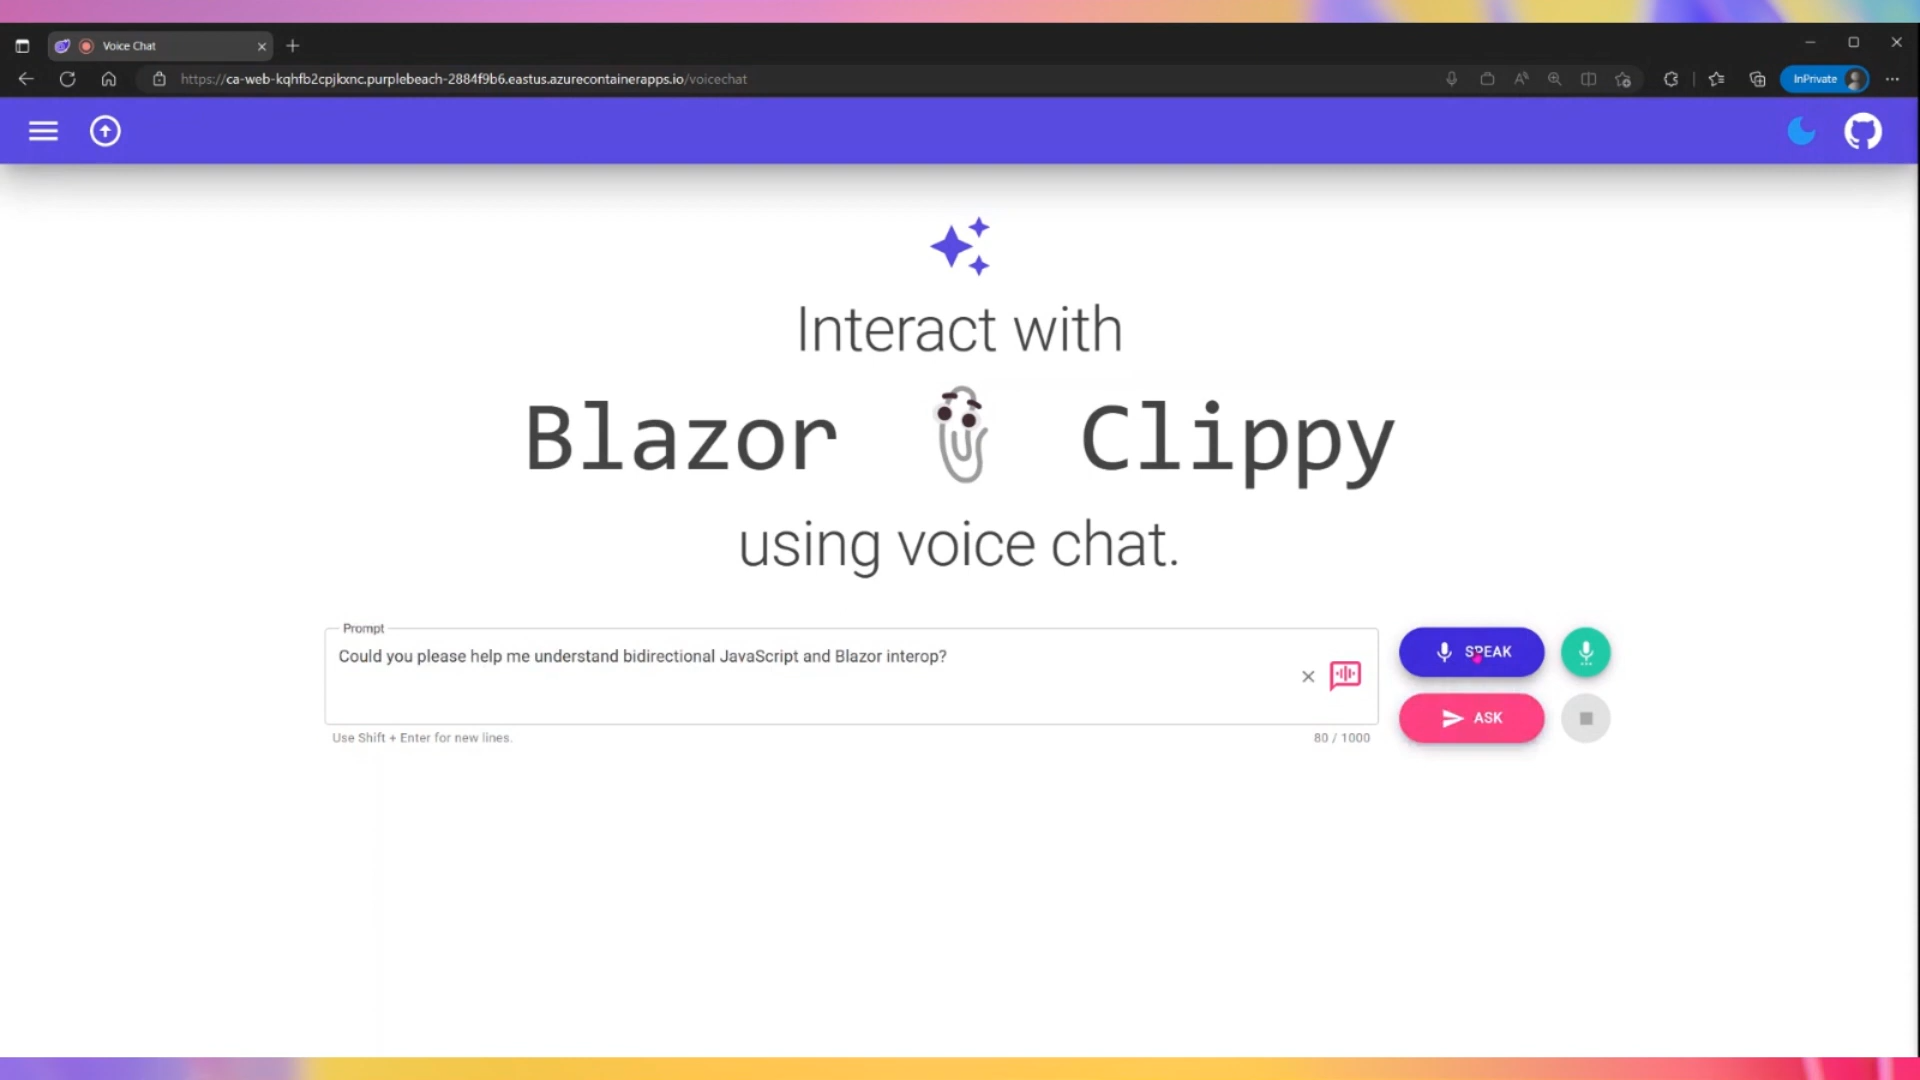 Voice Chat
https://ca-web-kqhfb2cpjkxnc.purplebeach-2884f9b6.eastus.azurecontainerapps.io/voicechat
InPrivate
Interact with
Blazor Clippy
using voice chat.
Prompt
Could you please help me understand bidirectional JavaScript and Blazor interop?
SPEAK
ASK
Use Shift + Enter for new lines.
80 / 1000